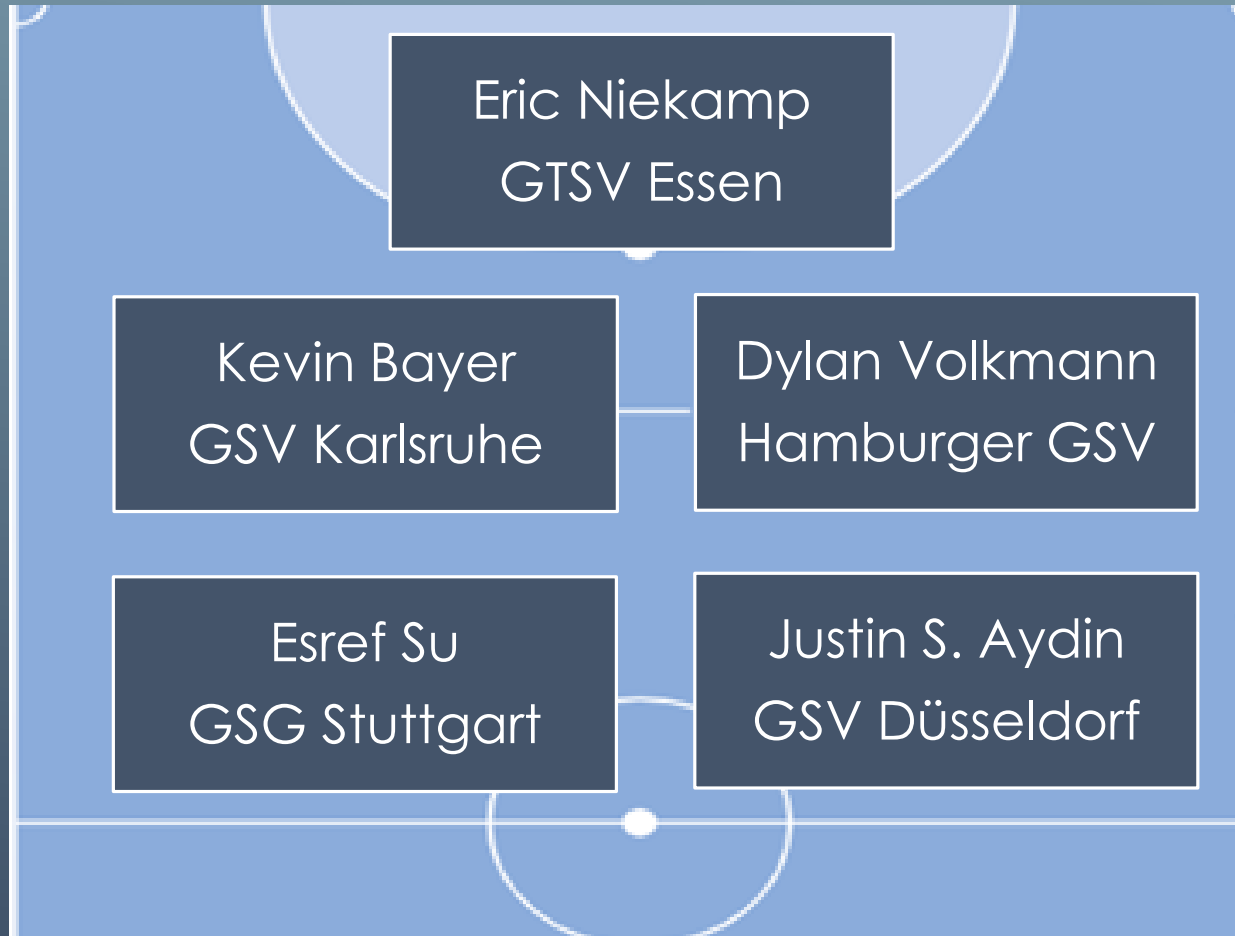 Eric Niekamp
GTSV Essen
Kevin Bayer
GSV Karlsruhe
Dylan Volkmann
Hamburger GSV
Esref Su
GSG Stuttgart
Justin S. Aydin
GSV Düsseldorf